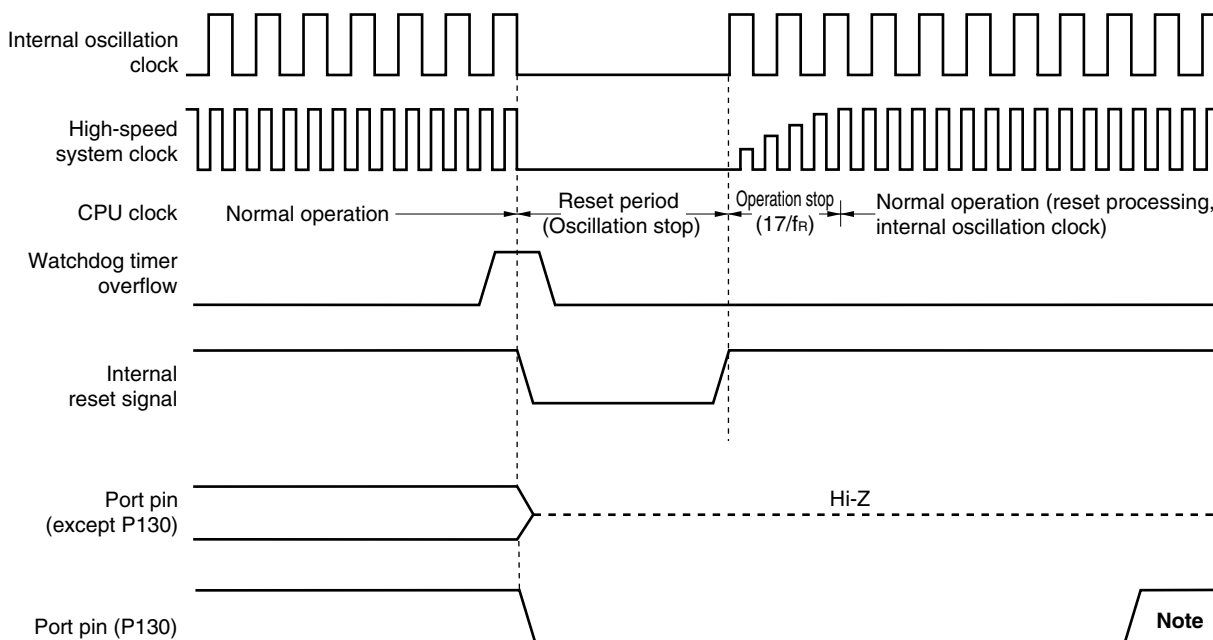 Internal oscillation
clock
High-speed
system clock
CPU clock
Normal operation
Reset period
(Oscillation stop)
Operation stop
(17/fR)
Normal operation (reset processing,
internal oscillation clock)
Watchdog timer
overflow
Internal
reset signal
Port pin
(except P130)
Hi-Z
Port pin (P130)
Note